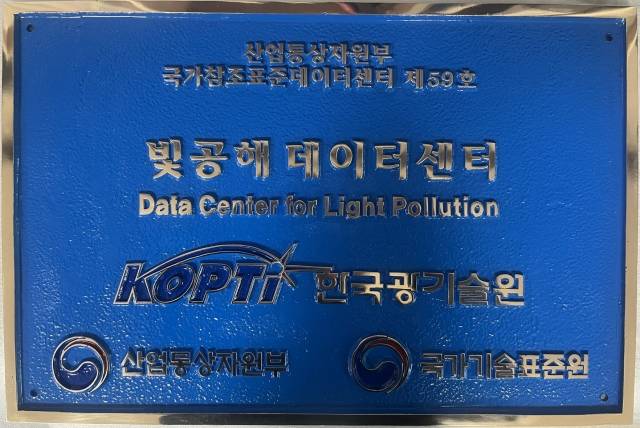 산업통상자원부
국가참조표준데이터센터 제59호
빛공해 데이터센터
Data Center for Light Pollution
KOPTi 한국광기술원
산업통상자원부 국가기술표준원